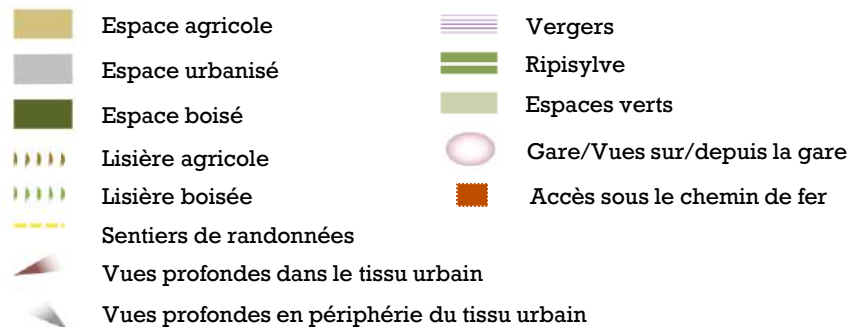 Espace agricole
Espace urbanisé
Espace boisé
Lisière agricole
Lisière boisée
Sentiers de randonnées
Vues profondes dans le tissu urbain
Vues profondes en périphérie du tissu urbain
Vergers
Ripisylve
Espaces verts
Gare/Vues sur/depuis la gare
Accès sous le chemin de fer